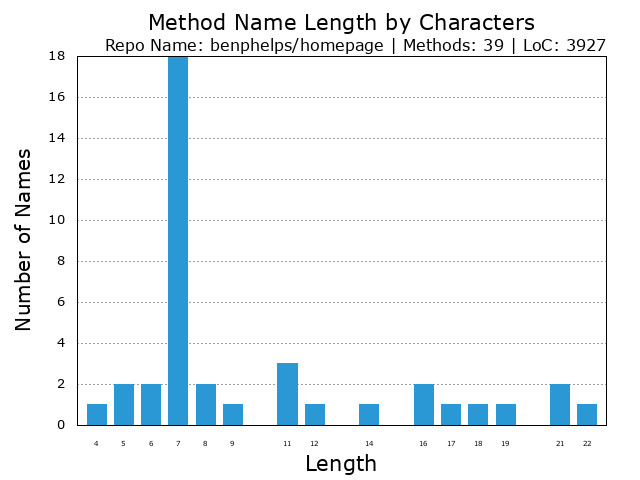 Method Name Length by Characters
Repo Name: benphelps/homepage | Methods: 39 | LoC: 3927
18
16
14
12
10
8
6
4
2
0
Number of Names
4 5 6 7 8 9 11 12 14 16 17 18 19 21 22
Length